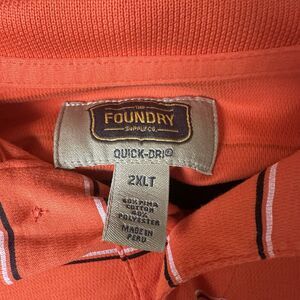 THE
FOUNDRY
SUPPLY CO.
QUICK-DRI®
2XLT
60% PIMA
COTTON
40%
POLYESTER
MADE IN
PERU